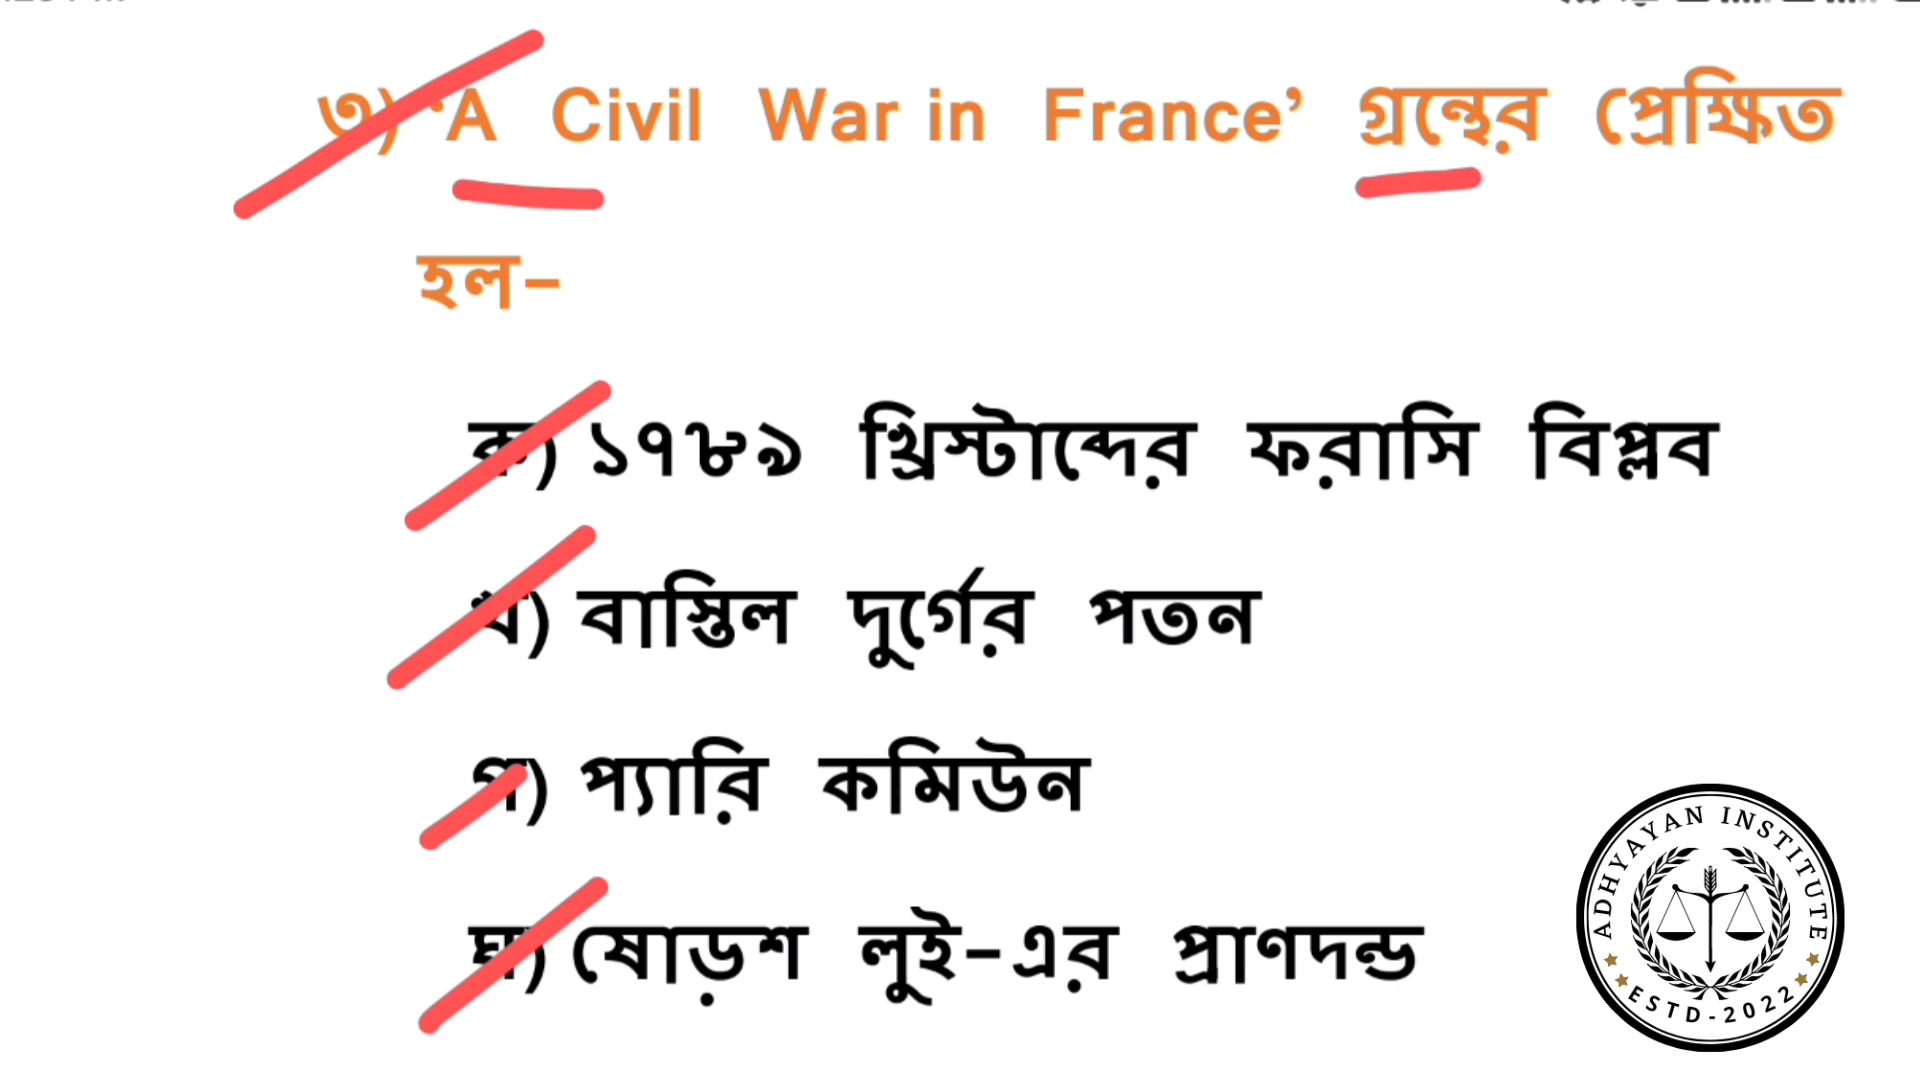 ৩) ‘A Civil War in France’ গ্রন্থের প্রেক্ষিত
হল-
ক) ১৭৮৯ খ্রিস্টাব্দের ফরাসি বিপ্লব
খ) বাস্তিল দুর্গের পতন
গ) প্যারি কমিউন
ঘ) ষোড়শ লুই-এর প্রাণদন্ড
ADHYAYAN INSTITUTE
ESTD-2022